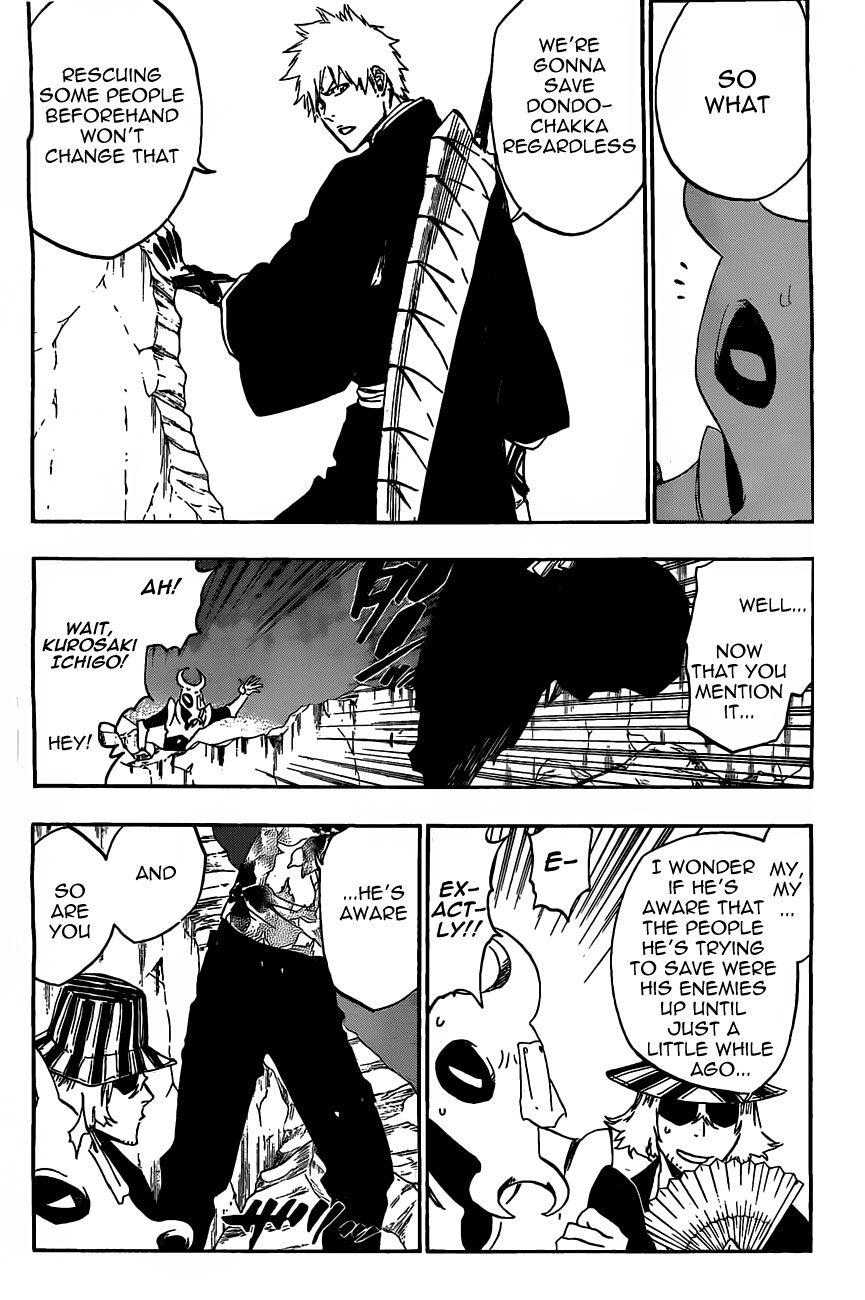 SO
WHAT
WE'RE
GONNA
SAVE
DONDO-
CHAKKA
REGARDLESS
RESCUING
SOME PEOPLE
BEFOREHAND
WON'T
CHANGE THAT
WELL...
NOW
THAT YOU
MENTION
IT...
AH!
WAIT,
KUROSAKI
ICHIGO!
HEY!
MY,
MY
...
I WONDER
IF HE'S
AWARE THAT
THE PEOPLE
HE'S TRYING
TO SAVE WERE
HIS ENEMIES
UP UNTIL
JUST A
LITTLE WHILE
AGO...
E-
EX-
ACT-
LY!!
...HE'S
AWARE
AND
SO
ARE
YOU